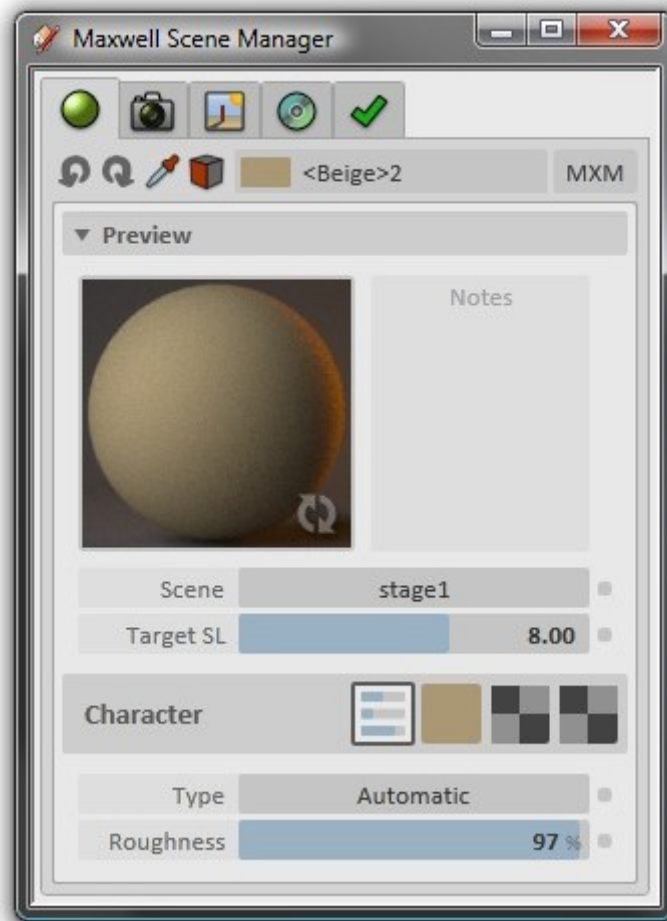 Maxwell Scene Manager
<Beige>2 MXM
Preview
Notes
Scene stage1
Target SL 8.00
Character
Type Automatic
Roughness 97 %